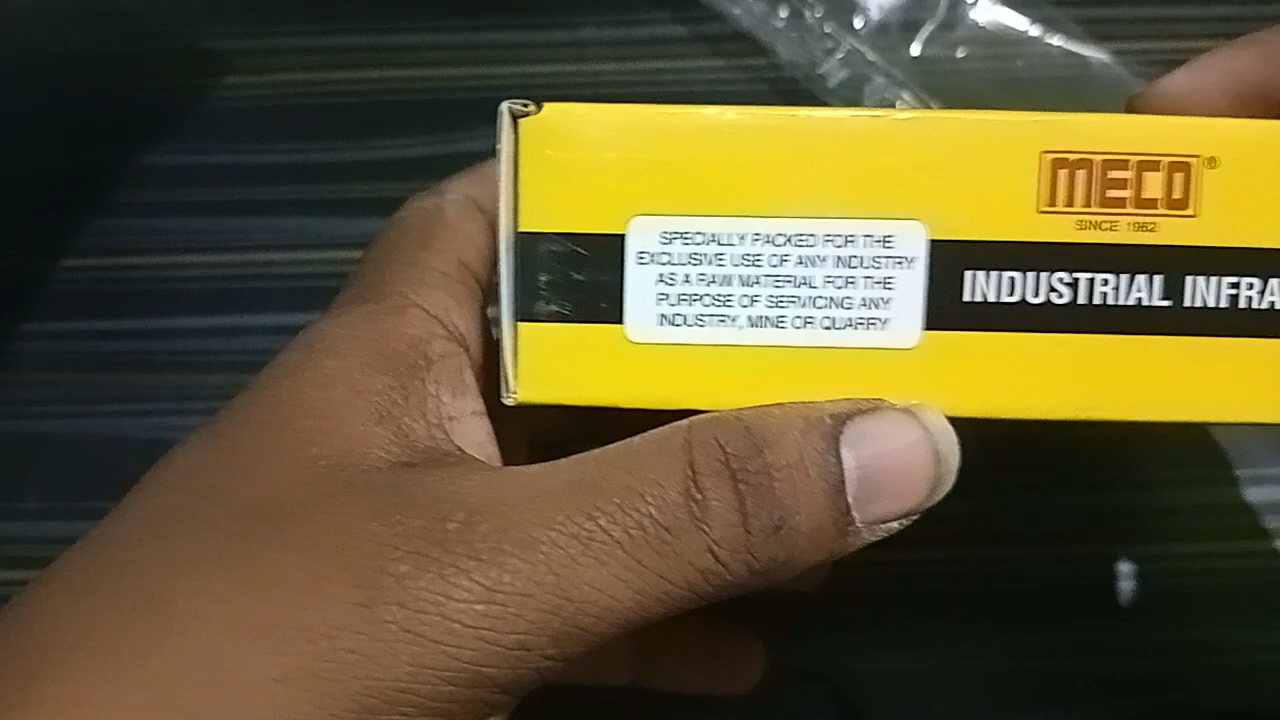 MECO ®
SINCE 1962
SPECIALLY PACKED FOR THE
EXCLUSIVE USE OF ANY INDUSTRY
AS A RAW MATERIAL FOR THE
PURPOSE OF SERVICING ANY
INDUSTRY, MINE OR QUARRY
INDUSTRIAL INFRA